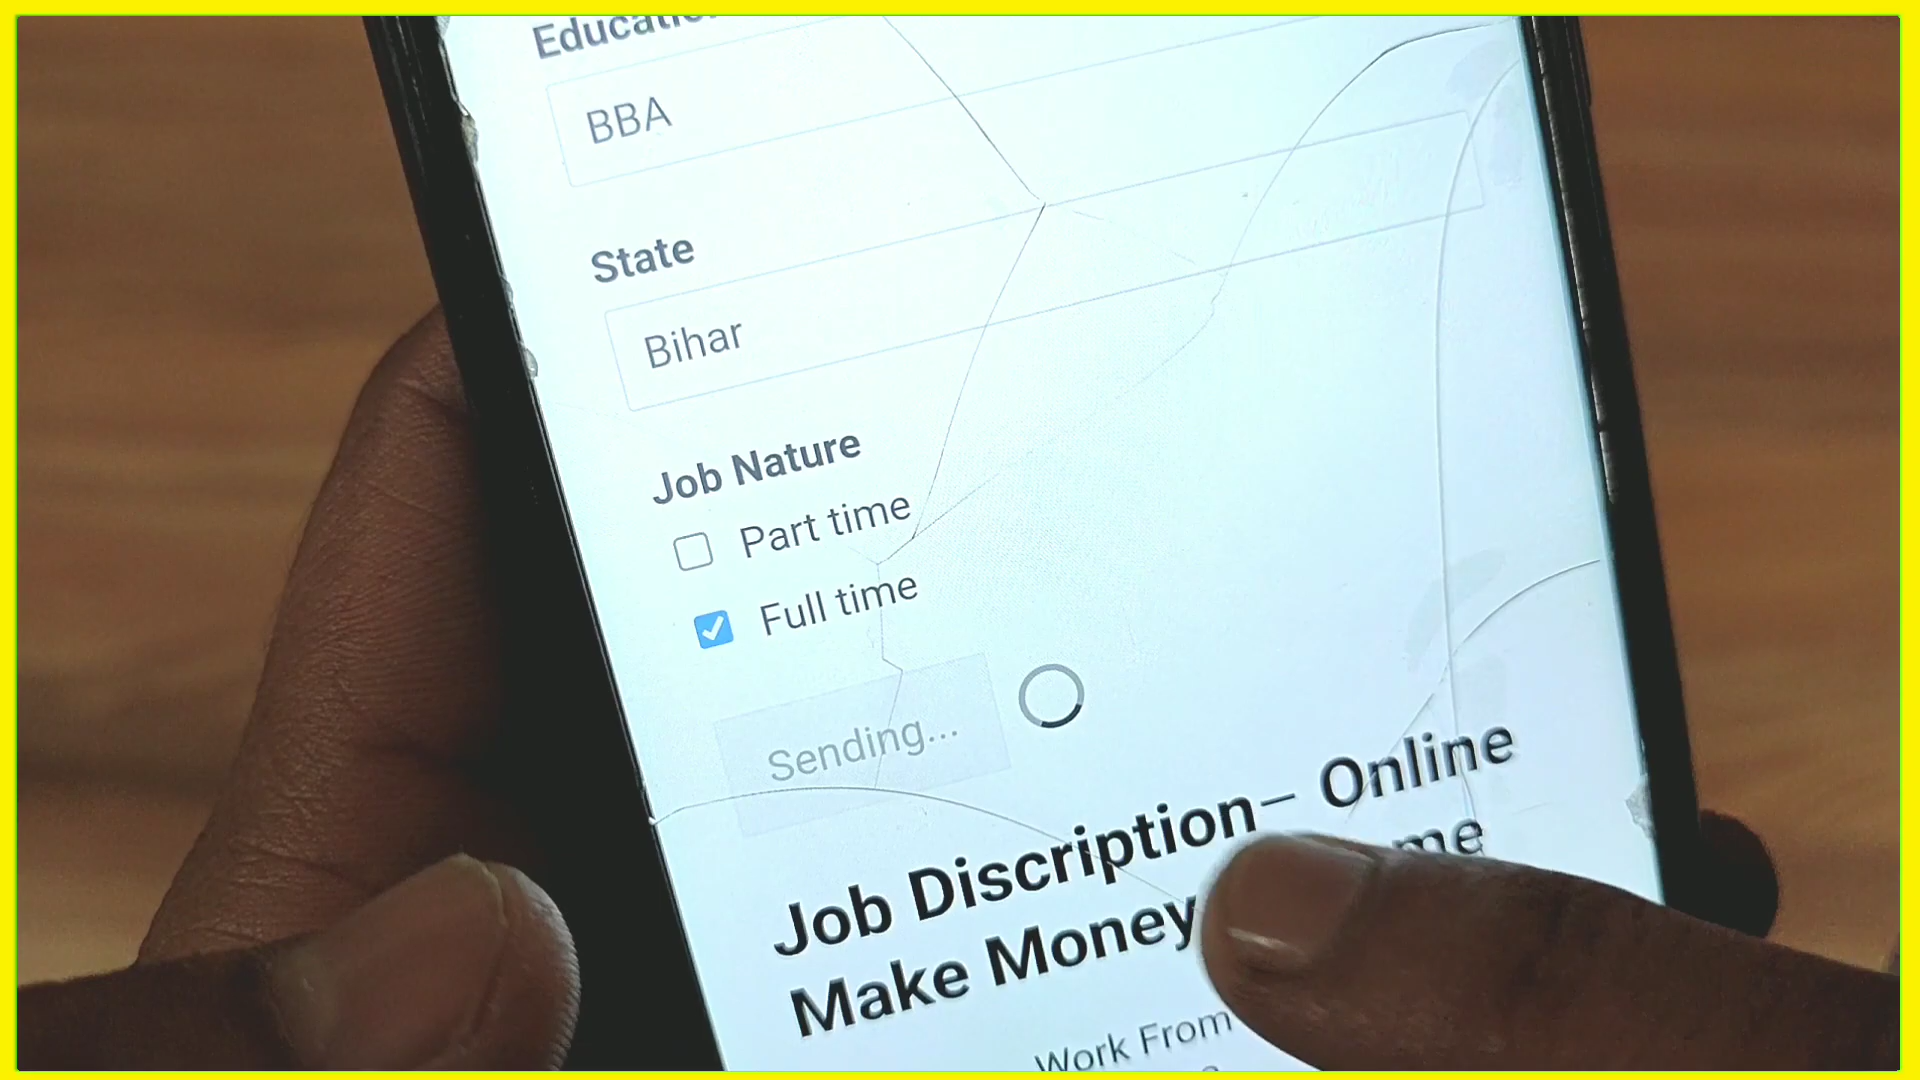 BBA
State
Bihar
Job Nature
Part time
Full time
Sending...
Job Discription– Online
Make Money
Work From